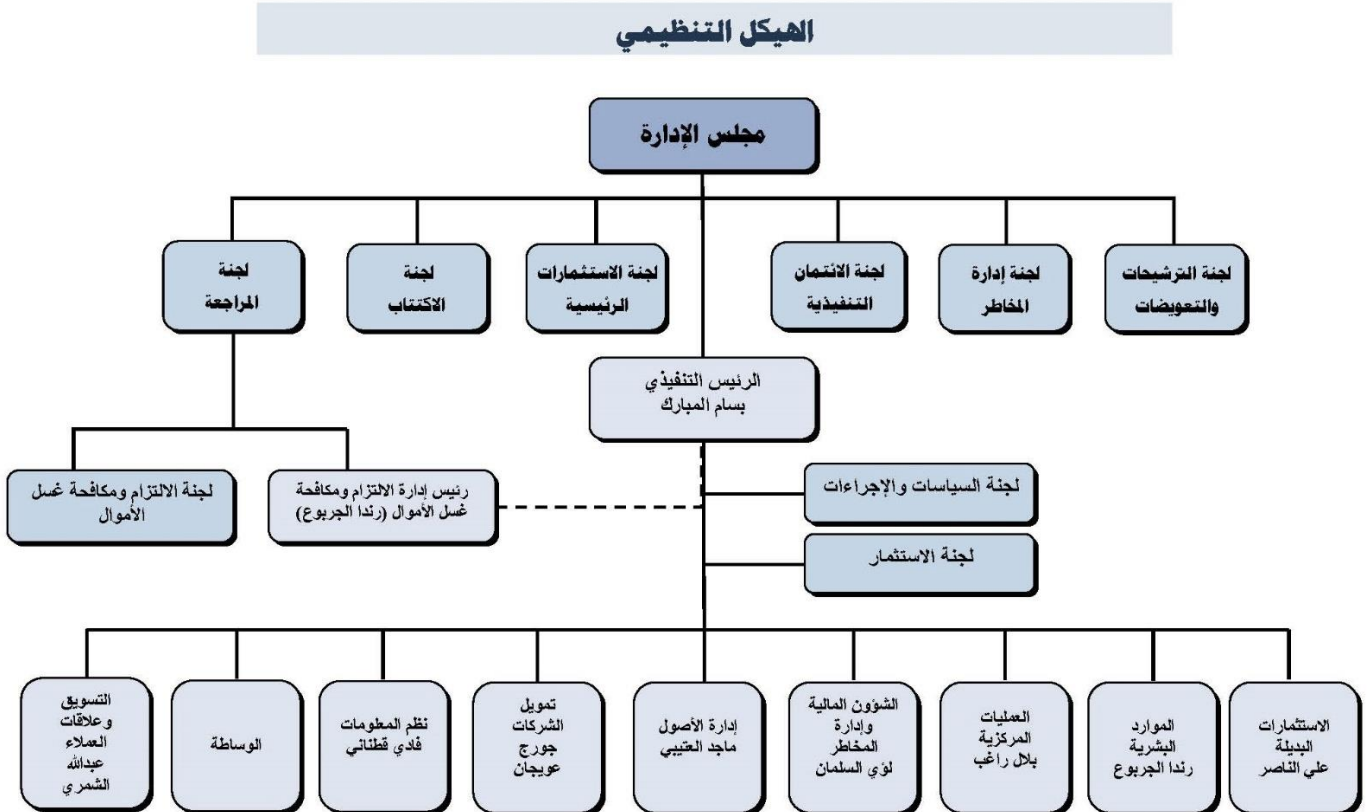 الهيكل التنظيمي
مجلس الإدارة
لجنة الترشيحات
والتعويضات
لجنة إدارة
المخاطر
لجنة الائتمان
التنفيذية
لجنة الاستثمارات
الرئيسية
لجنة
الاكتتاب
لجنة
المراجعة
الرئيس التنفيذي
بسام المبارك
رئيس إدارة الالتزام ومكافحة
غسل الأموال (رندا الجربوع)
لجنة الالتزام ومكافحة غسل
الأموال
لجنة السياسات والإجراءات
لجنة الاستثمار
الاستثمارات
البديلة
علي الناصر
الموارد
البشرية
رندا الجربوع
العمليات
المركزية
بلال راغب
الشؤون المالية
وإدارة
المخاطر
لؤي السلمان
إدارة الأصول
ماجد العتيبي
تمويل
الشركات
جورج
عويجان
نظم المعلومات
فادي قطناني
الوساطة
التسويق
وعلاقات
العملاء
عبدالله
الشمري